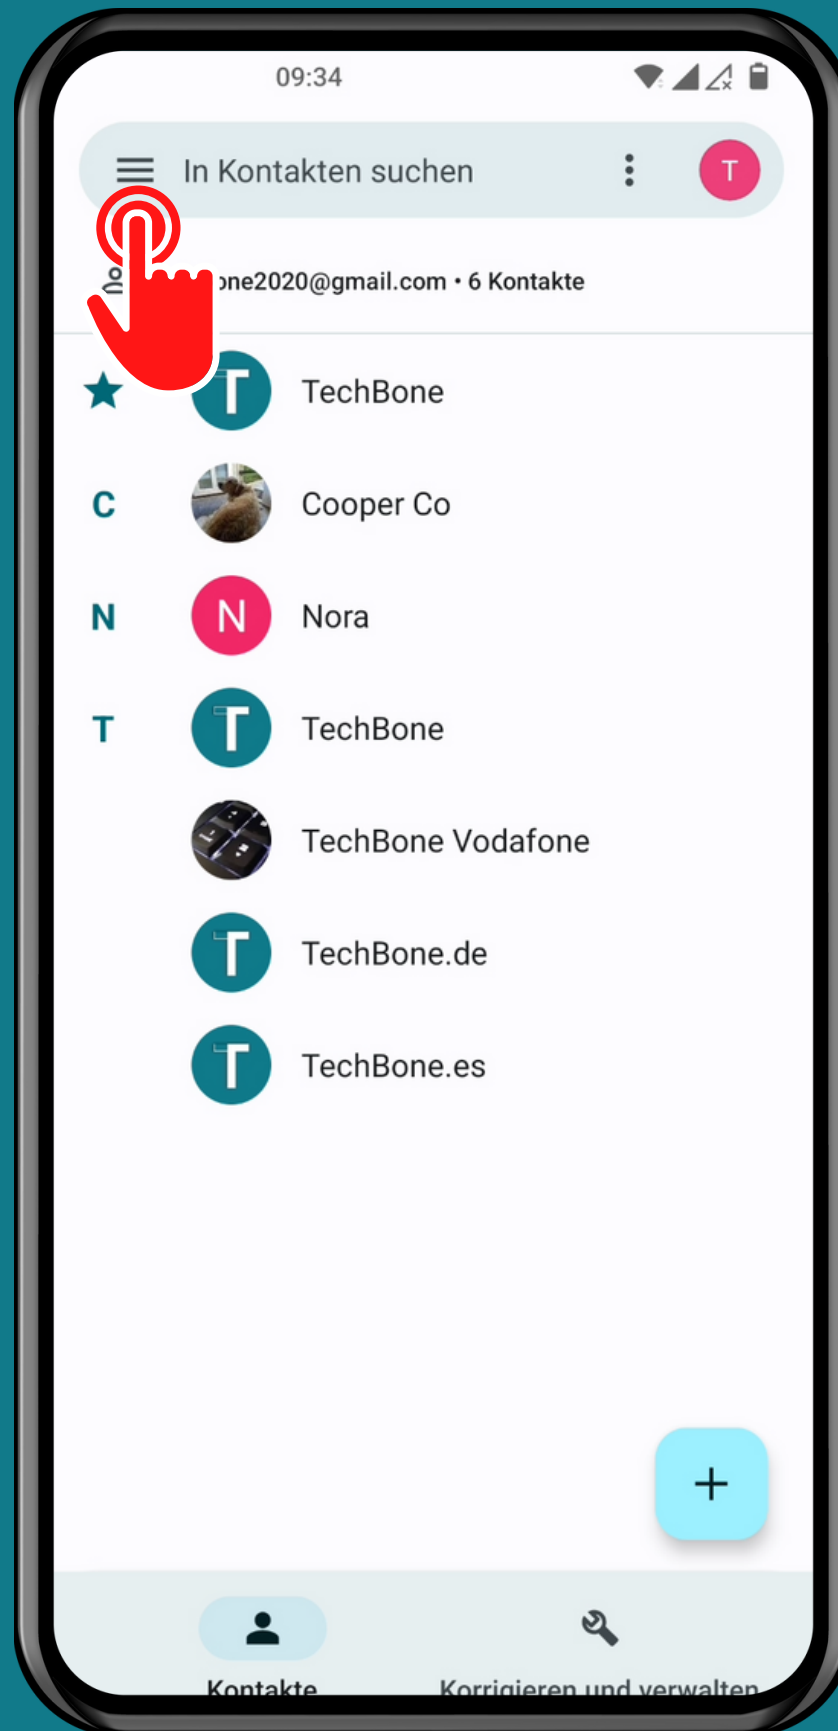 09:34
In Kontakten suchen
T
one2020@gmail.com • 6 Kontakte
T
TechBone
C
Cooper Co
N
N
Nora
T
T
TechBone
TechBone Vodafone
T
TechBone.de
T
TechBone.es
Kontakte
Korrigieren und verwalten